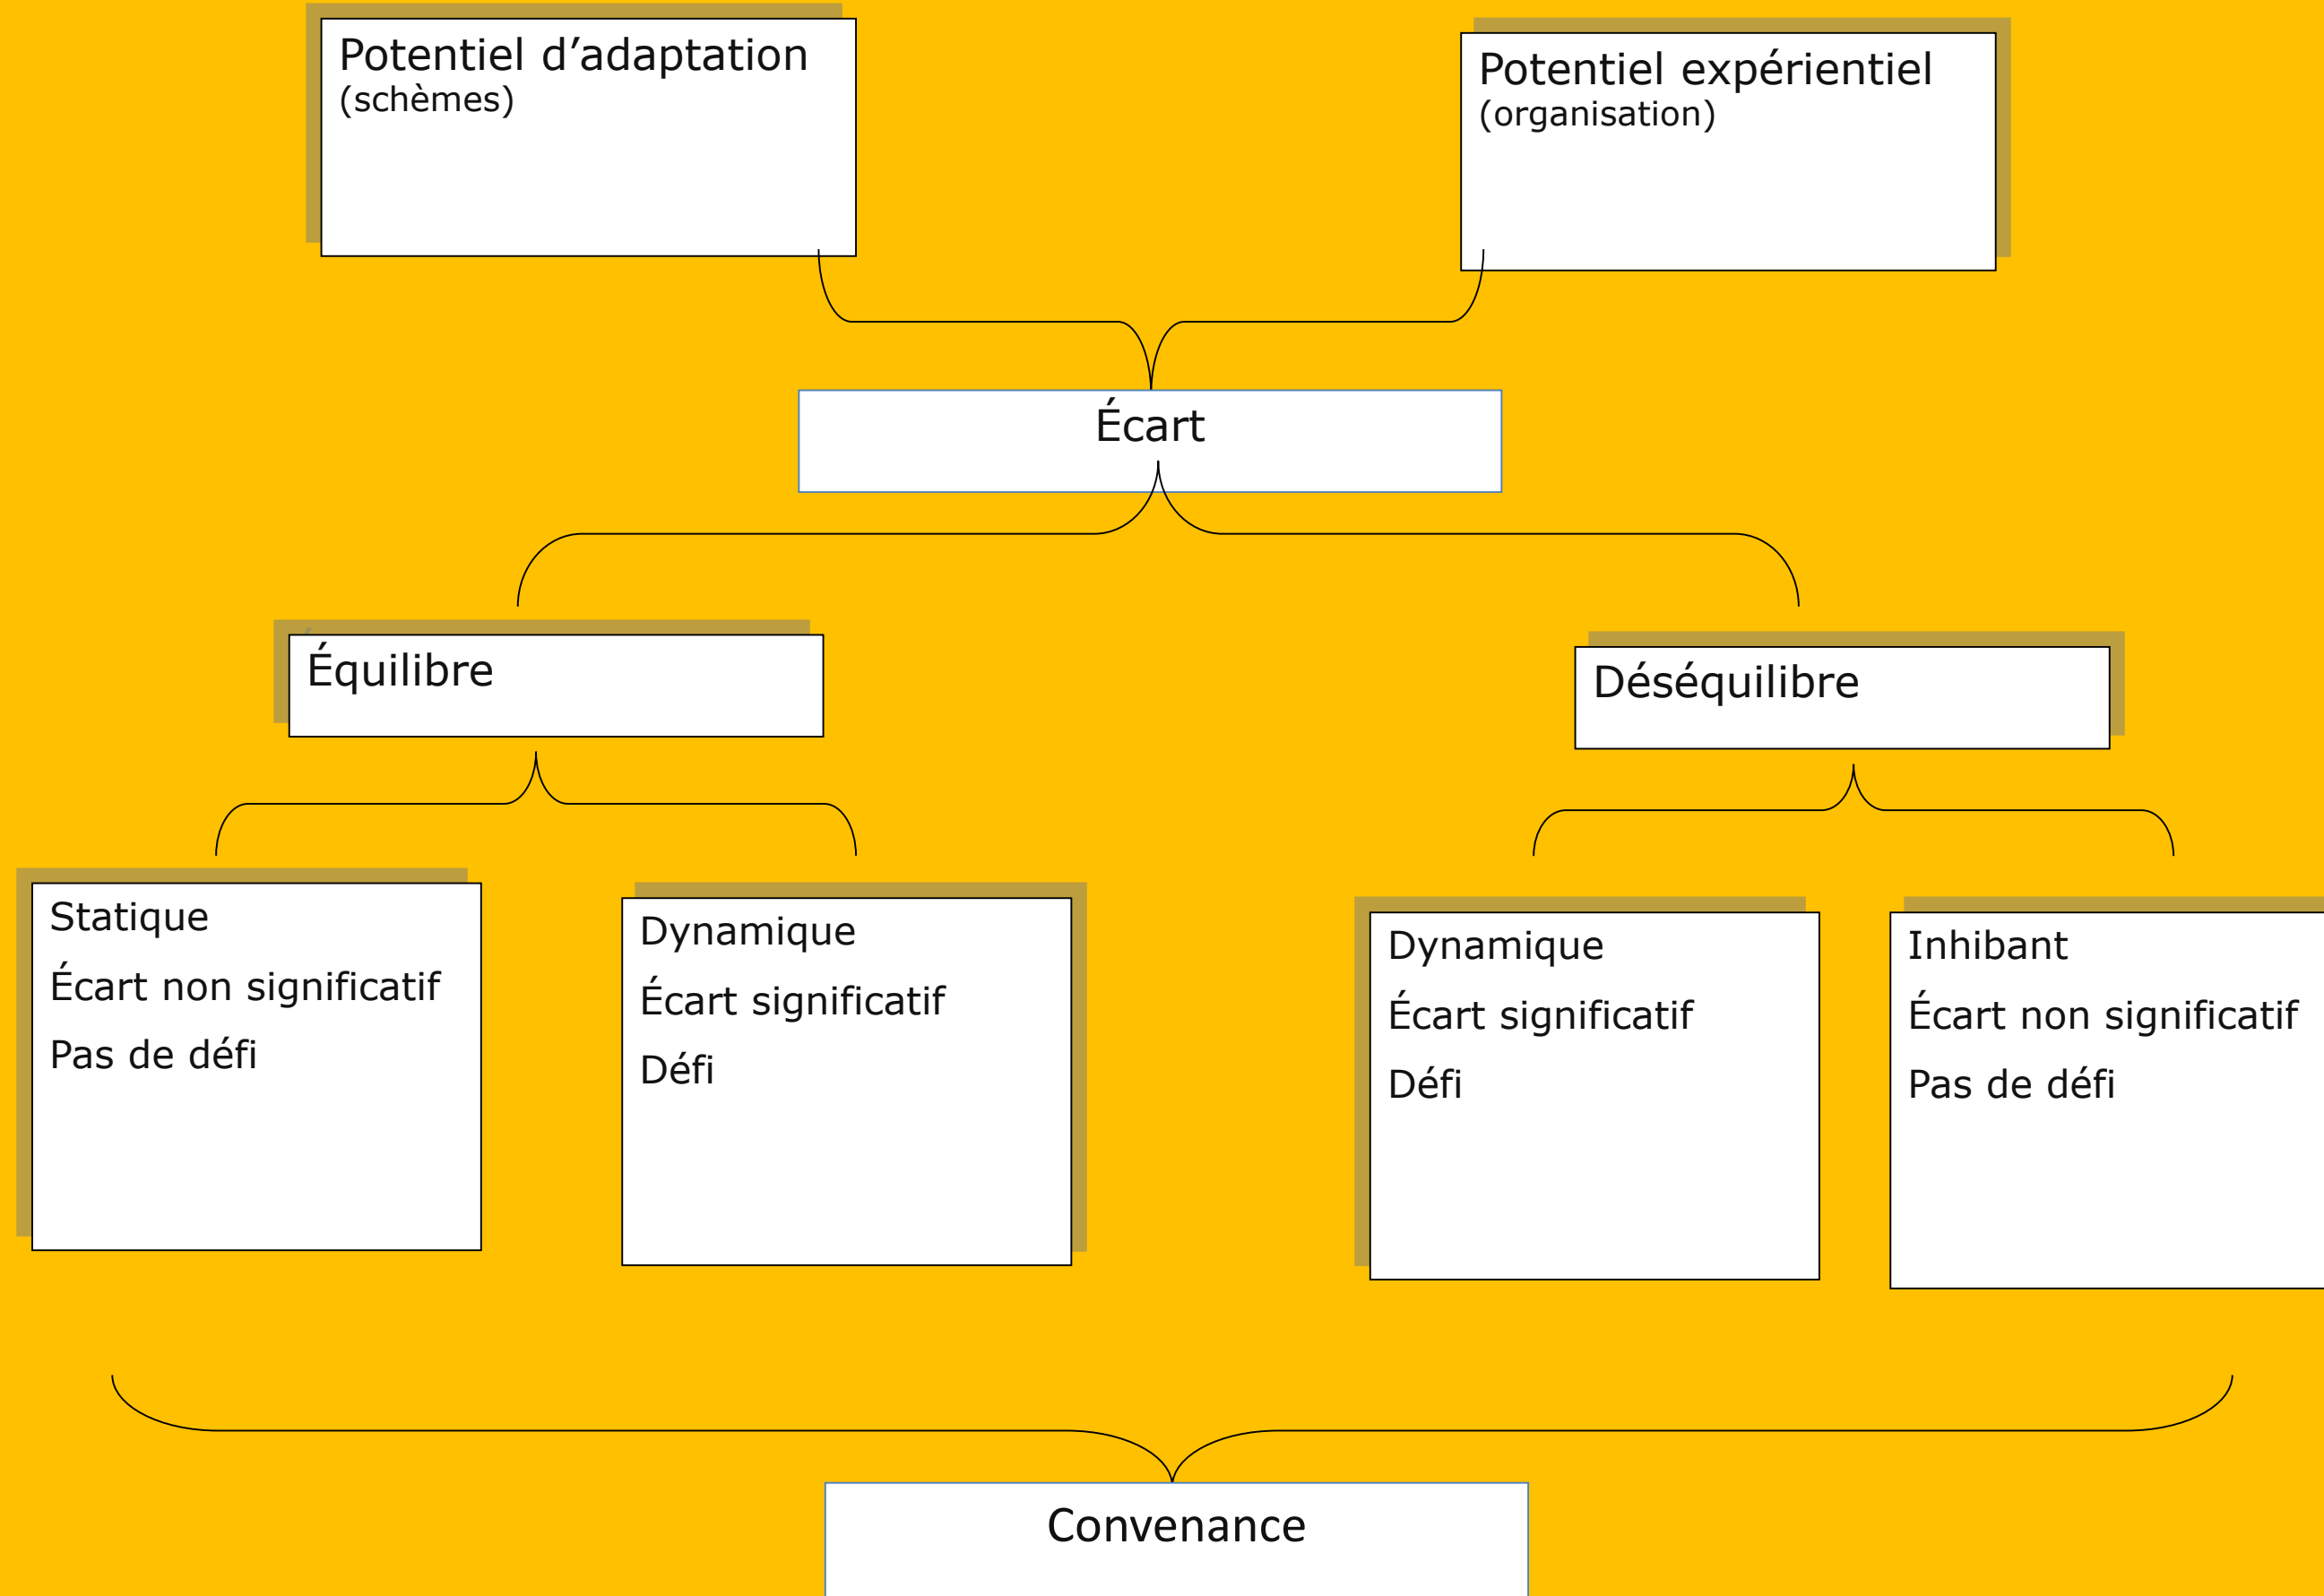 Potentiel d’adaptation
(schèmes)
Potentiel expérientiel
(organisation)
Écart
Équilibre
Déséquilibre
Statique
Écart non significatif
Pas de défi
Dynamique
Écart significatif
Défi
Dynamique
Écart significatif
Défi
Inhibant
Écart non significatif
Pas de défi
Convenance